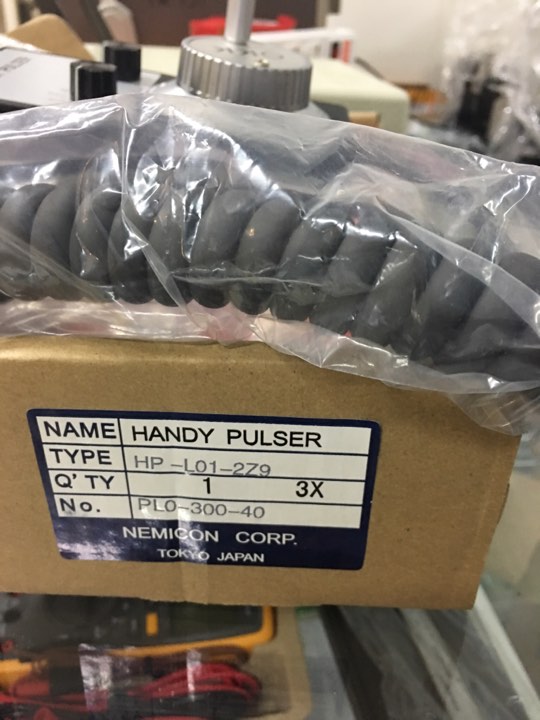 NAME HANDY PULSER
TYPE HP-L01-2Z9
Q'TY 1 3X
No. PL0-300-40
NEMICON CORP.
TOKYO JAPAN